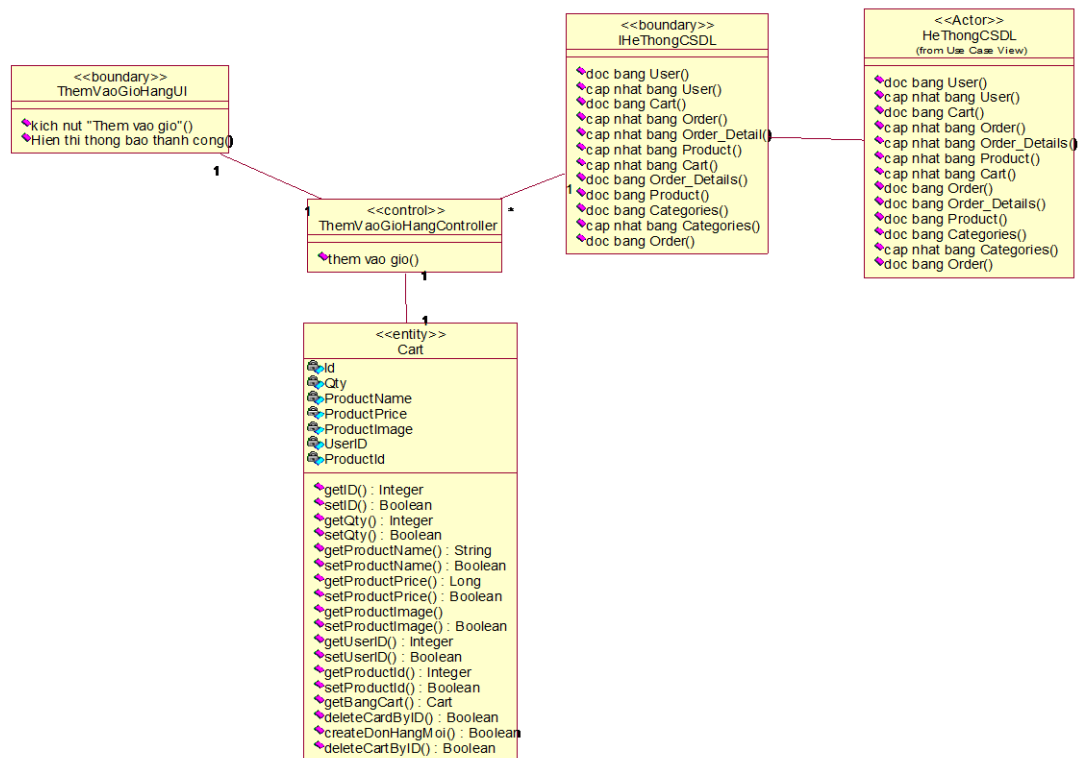 <<boundary>>
ThemVaoGioHangUI
kich nut "Them vao gio"()
Hien thi thong bao thanh cong()
1
1
<<control>>
ThemVaoGioHangController
them vao gio()
*
1
<<boundary>>
IHeThongCSDL
doc bang User()
cap nhat bang User()
doc bang Cart()
cap nhat bang Order()
cap nhat bang Order_Detail()
cap nhat bang Product()
cap nhat bang Cart()
doc bang Order_Details()
doc bang Product()
doc bang Categories()
cap nhat bang Categories()
doc bang Order()
<<Actor>>
HeThongCSDL
(from Use Case View)
doc bang User()
cap nhat bang User()
doc bang Cart()
cap nhat bang Order()
cap nhat bang Order_Details()
cap nhat bang Product()
cap nhat bang Cart()
doc bang Order()
doc bang Order_Details()
doc bang Product()
doc bang Categories()
cap nhat bang Categories()
doc bang Order()
1
1
<<entity>>
Cart
Id
Qty
ProductName
ProductPrice
ProductImage
UserID
ProductId
getID() : Integer
setID() : Boolean
getQty() : Integer
setQty() : Boolean
getProductName() : String
setProductName() : Boolean
getProductPrice() : Long
setProductPrice() : Boolean
getProductImage()
setProductImage() : Boolean
getUserID() : Integer
setUserID() : Boolean
getProductId() : Integer
setProductId() : Boolean
getBangCart() : Cart
deleteCardByID() : Boolean
createDonHangMoi() : Boolean
deleteCartByID() : Boolean